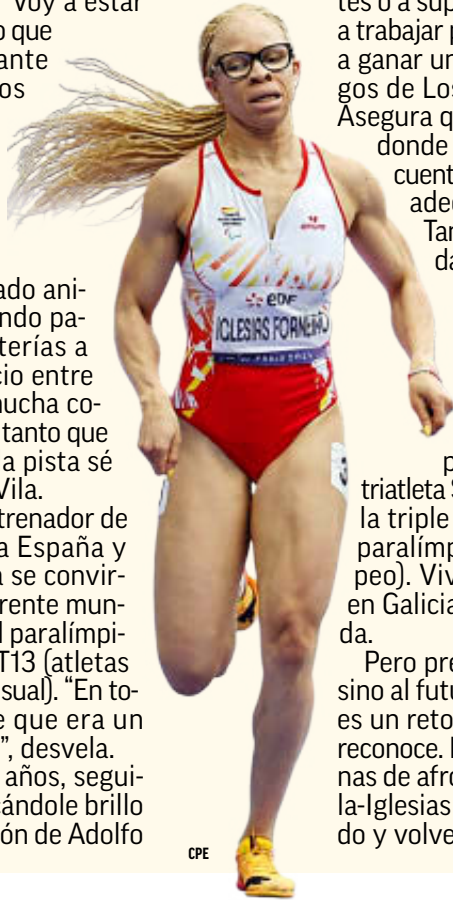 Voy a estar
o que
ante
os
ado ani-
ndo pa-
terías a
cio entre
nucha co-
tanto que
a pista sé
Vila.
trenador de
a España y
a se convir-
rente mun-
l paralímpi-
T13 (atletas
sual). “En to-
e que era un
”, desvela.
años, segui-
cándole brillo
ón de Adolfo
edf
IGLESIAS FORNEIRO
CPE
tes o a sup
a trabajar p
a ganar un
gos de Los
Asegura q
donde
cuent
adec
Tar
da
p
triatleta S
la triple
paralímp
peo). Viv
en Galicia
da.
Pero pre
sino al futu
es un reto
reconoce. 
nas de afro
la-Iglesias
do y volve